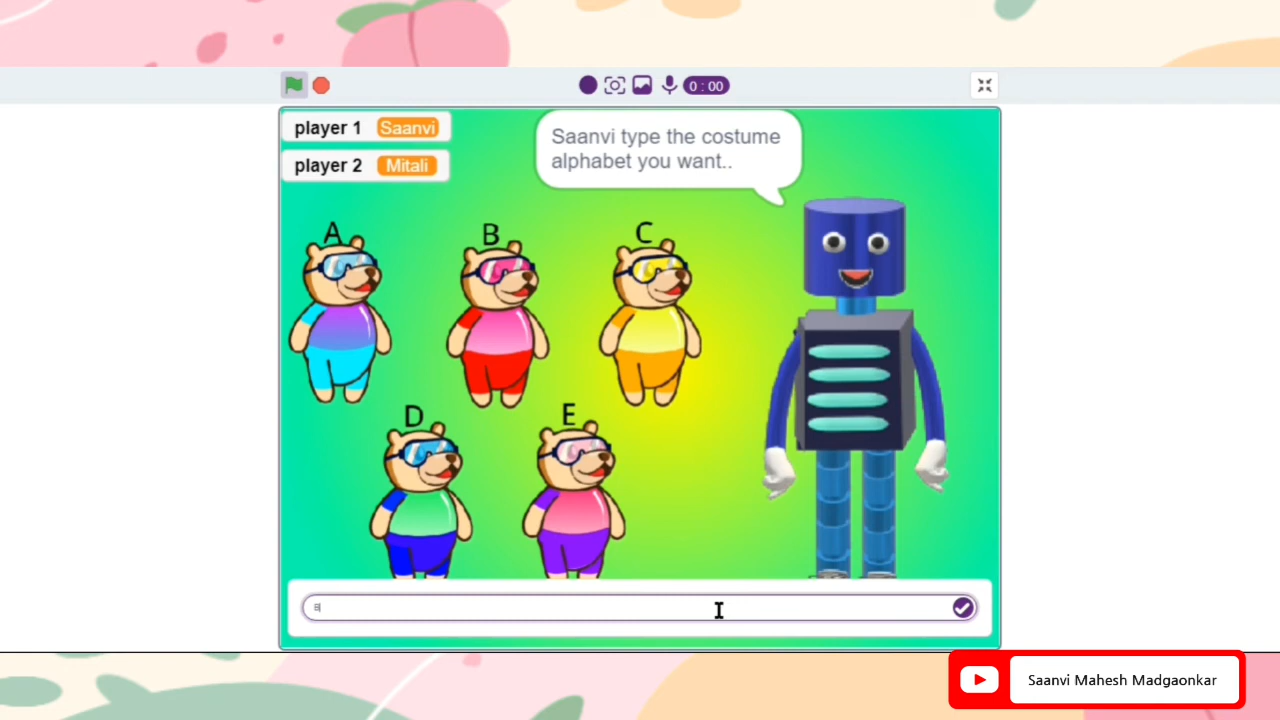 0 : 00
player 1 Saanvi
player 2 Mitali
Saanvi type the costume
alphabet you want..
A B C
D E
Saanvi Mahesh Madgaonkar